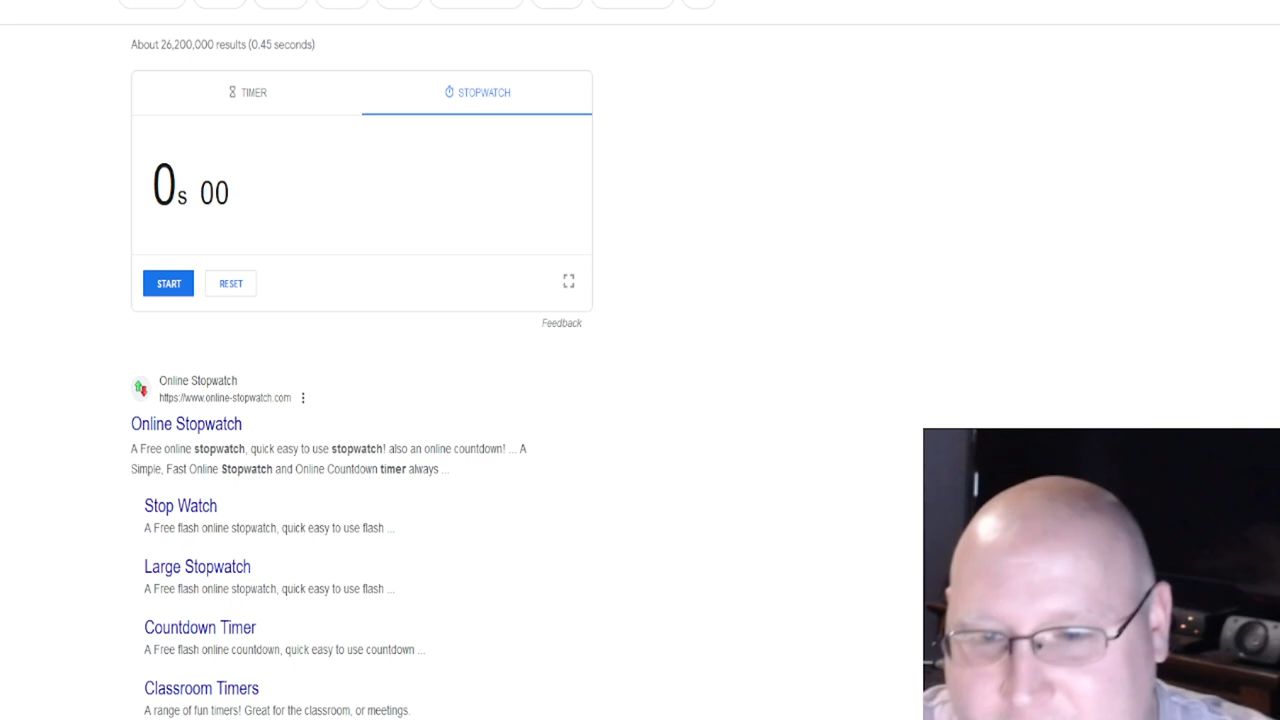 About 26,200,000 results (0.45 seconds)
TIMER
STOPWATCH
0s 00
START
RESET
Feedback
Online Stopwatch
https://www.online-stopwatch.com
Online Stopwatch
A Free online stopwatch, quick easy to use stopwatch! also an online countdown! ... A
Simple, Fast Online Stopwatch and Online Countdown timer always ...
Stop Watch
A Free flash online stopwatch, quick easy to use flash ...
Large Stopwatch
A Free flash online stopwatch, quick easy to use flash ...
Countdown Timer
A Free flash online countdown, quick easy to use countdown ...
Classroom Timers
A range of fun timers! Great for the classroom, or meetings.